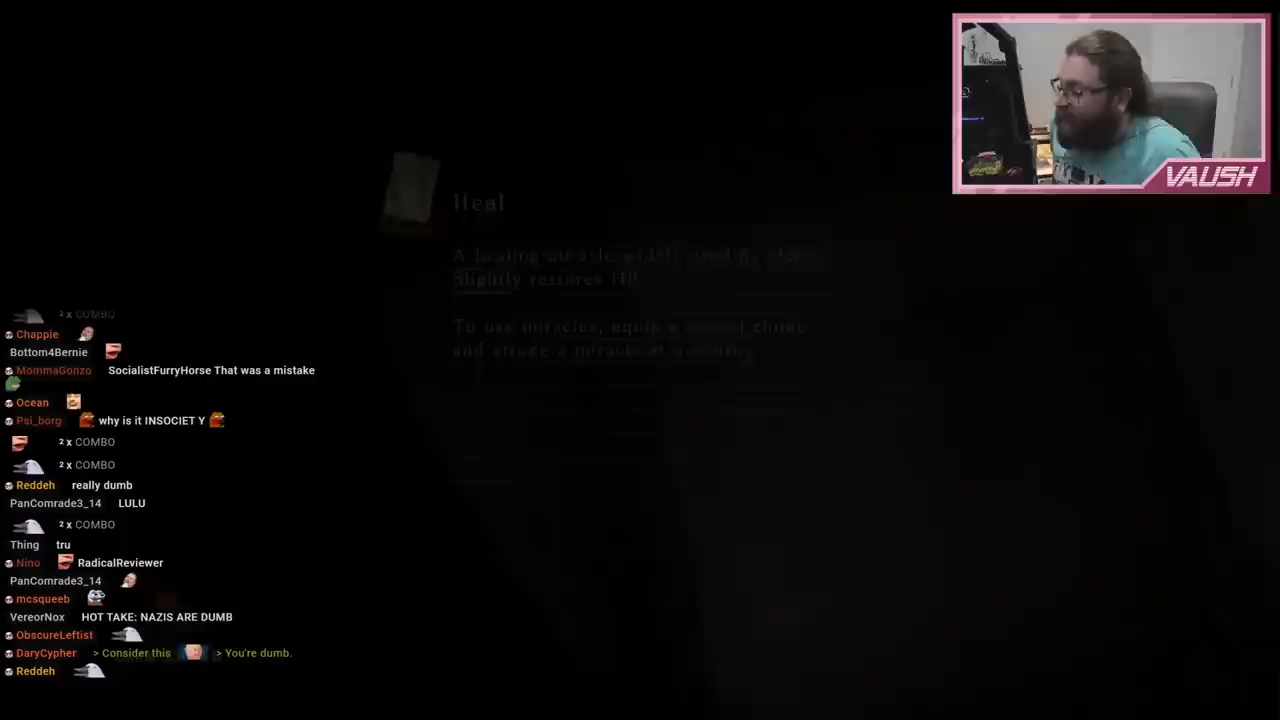 VAUSH
Heal
A healing miracle widely used by clerics.
Slightly restores HP.
To use miracles, equip a sacred chime
and attune a miracle at a bonfire.
2 x COMBO
Chappie
Bottom4Bernie
MommaGonzo SocialistFurryHorse That was a mistake
Ocean
Psi_borg why is it INSOCIET Y
2 x COMBO
2 x COMBO
Reddeh really dumb
PanComrade3_14 LULU
2 x COMBO
Thing tru
Nino RadicalReviewer
PanComrade3_14
mcsqueeb
VereorNox HOT TAKE: NAZIS ARE DUMB
ObscureLeftist
DaryCypher > Consider this > You're dumb.
Reddeh